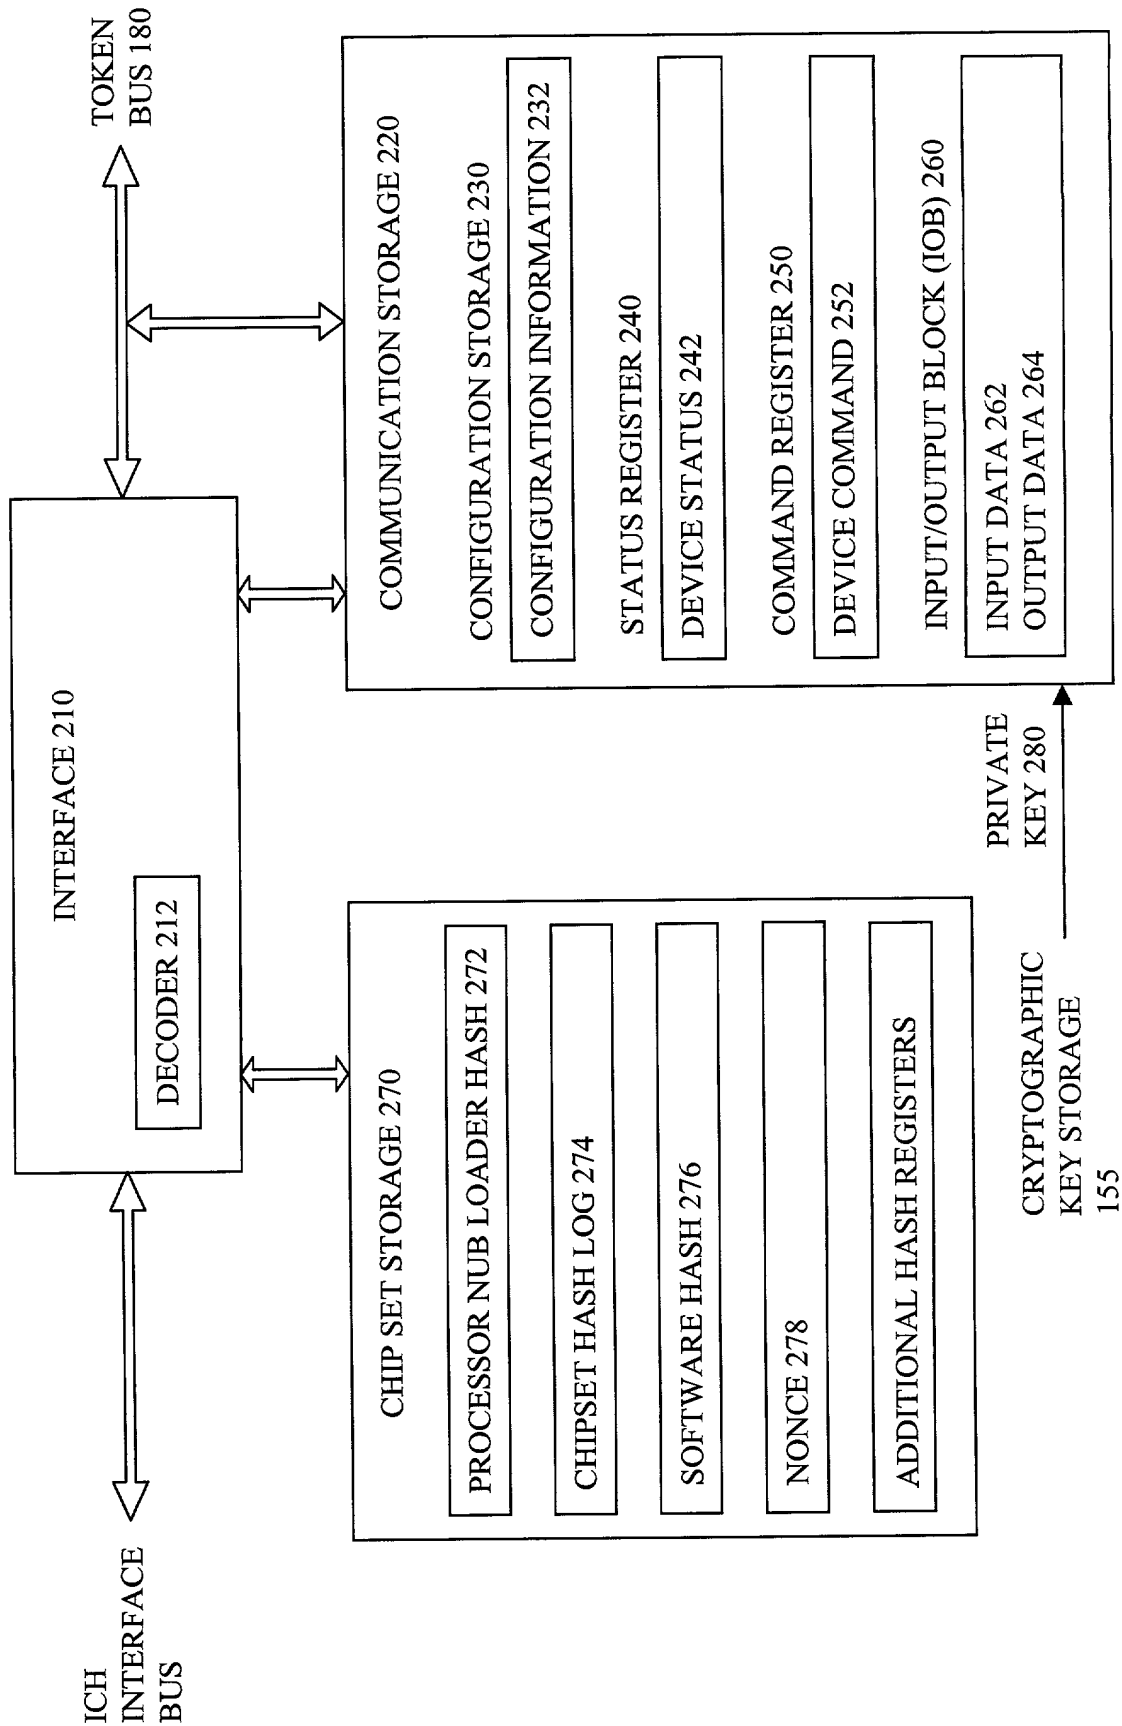 ICH
INTERFACE
BUS
INTERFACE 210
DECODER 212
TOKEN
BUS 180
CHIP SET STORAGE 270
PROCESSOR NUB LOADER HASH 272
CHIPSET HASH LOG 274
SOFTWARE HASH 276
NONCE 278
ADDITIONAL HASH REGISTERS
CRYPTOGRAPHIC
KEY STORAGE
155
PRIVATE
KEY 280
COMMUNICATION STORAGE 220
CONFIGURATION STORAGE 230
CONFIGURATION INFORMATION 232
STATUS REGISTER 240
DEVICE STATUS 242
COMMAND REGISTER 250
DEVICE COMMAND 252
INPUT/OUTPUT BLOCK (IOB) 260
INPUT DATA 262
OUTPUT DATA 264